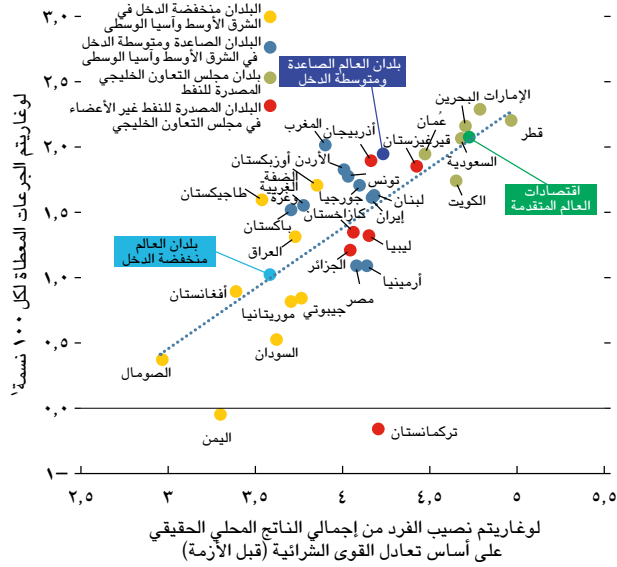 البلدان منخفضة الدخل في
الشرق الأوسط وآسيا الوسطى
البلدان الصاعدة ومتوسطة الدخل
في الشرق الأوسط وآسيا الوسطى
بلدان مجلس التعاون الخليجي
المصدرة للنفط
البلدان المصدرة للنفط غير الأعضاء
في مجلس التعاون الخليجي
بلدان العالم الصاعدة
ومتوسطة الدخل
لوغاريتم الجرعات المعطاة لكل ١٠٠ نسمة١
٣,٠
٢,٥
٢,٠
١,٥
١,٠
٠,٥
٠,٠
١–
المغرب
أذربيجان
قيرغيزستان
عُمان
البحرين
الإمارات
قطر
السعودية
الكويت
اقتصادات
العالم المتقدمة
أوزبكستان
الأردن
تونس
طاجيكستان
الضفة
الغربية
غزة
جورجيا
لبنان
إيران
باكستان
كازاخستان
العراق
ليبيا
الجزائر
بلدان العالم
منخفضة الدخل
أرمينيا
مصر
أفغانستان
موريتانيا
جيبوتي
السودان
الصومال
اليمن
تركمانستان
٢,٥
٣
٣,٥
٤
٤,٥
٥
٥,٥
لوغاريتم نصيب الفرد من إجمالي الناتج المحلي الحقيقي
على أساس تعادل القوى الشرائية (قبل الأزمة)